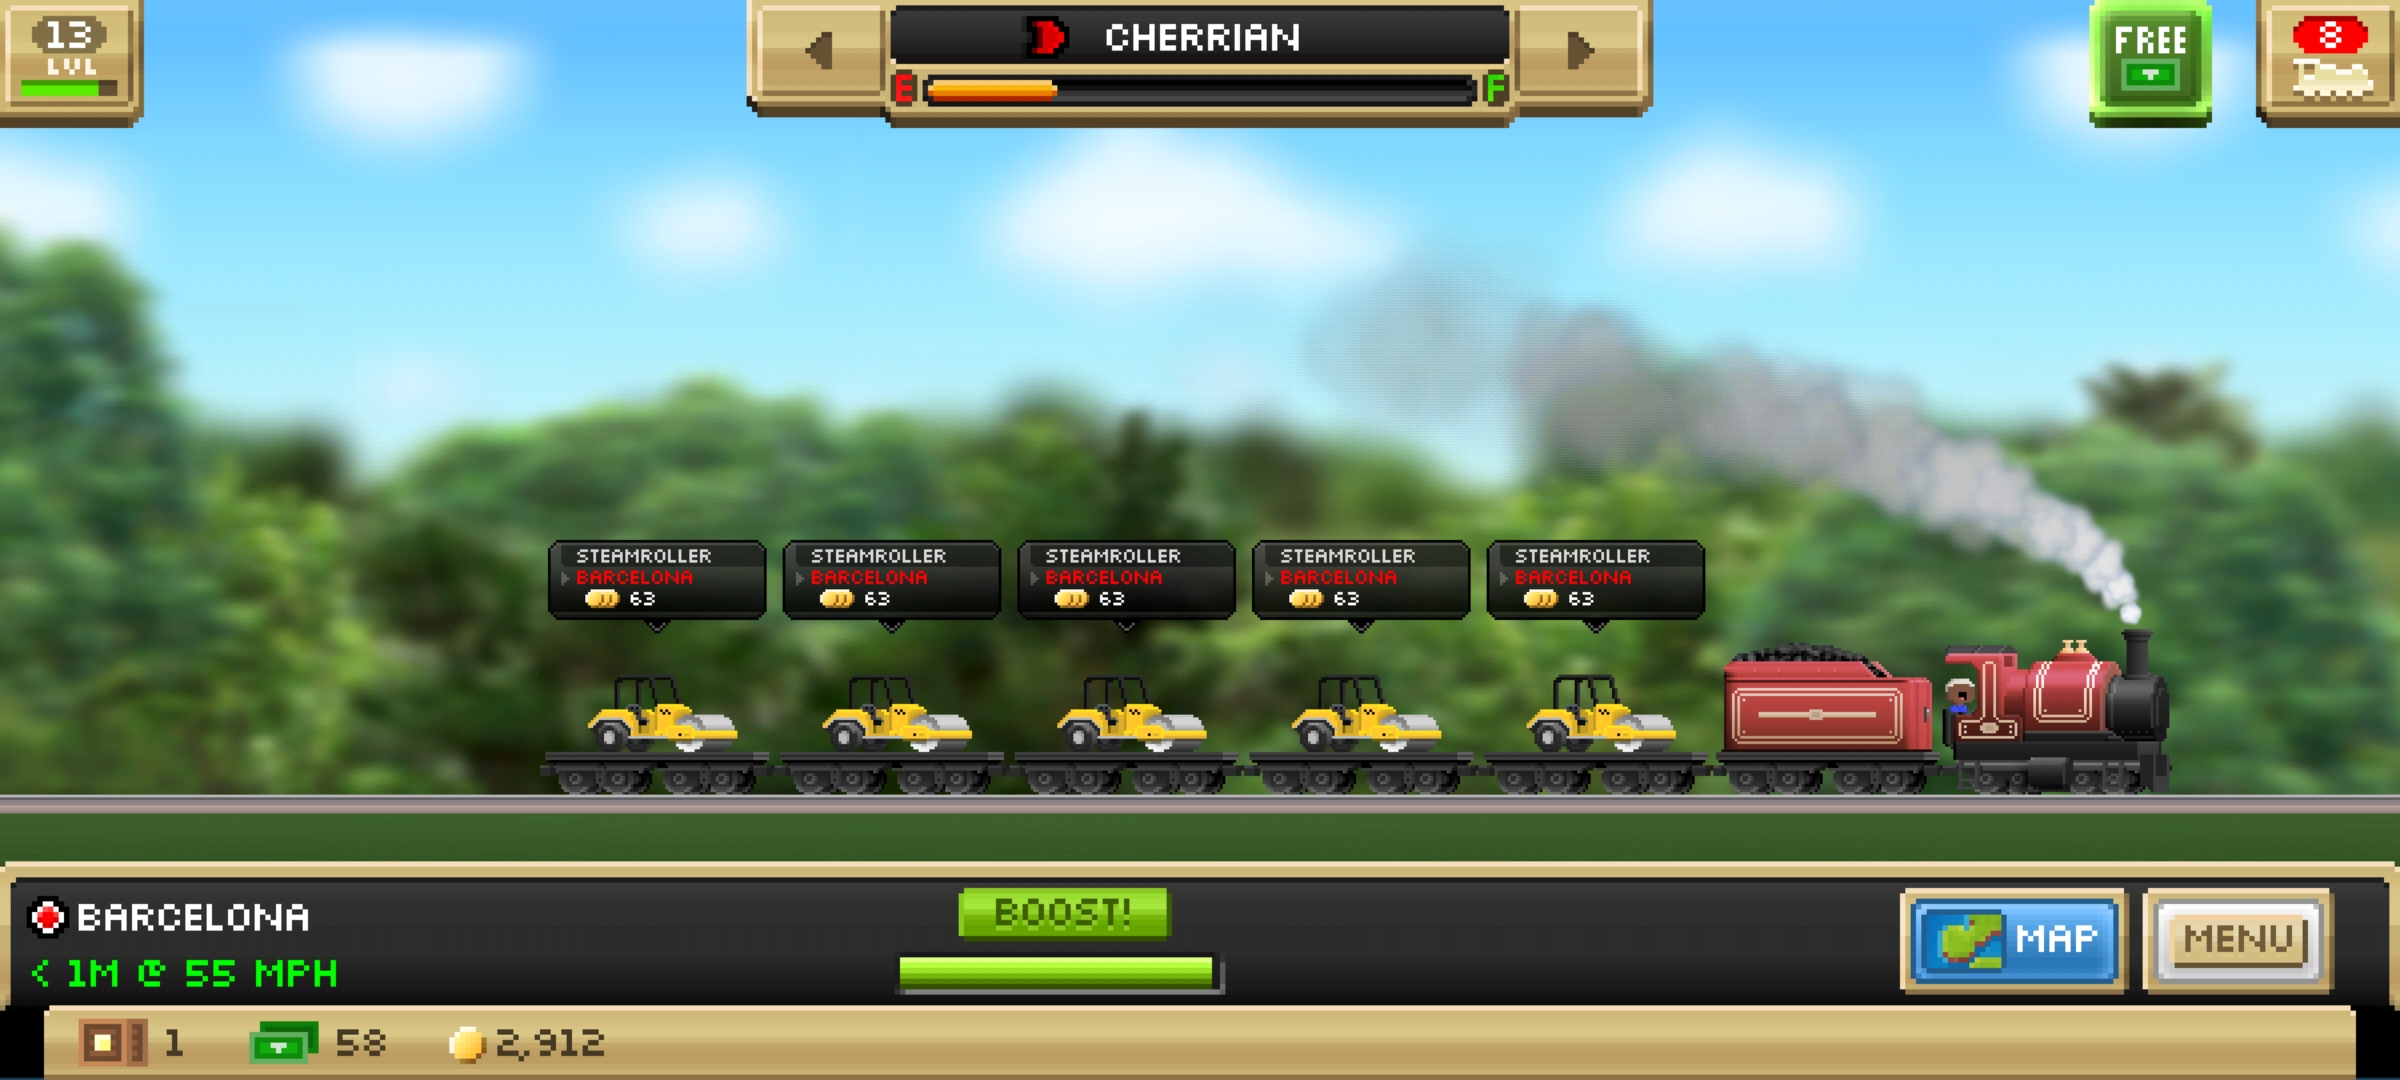 13
LVL
CHERRIAN
E F
FREE
8
STEAMROLLER
BARCELONA
63
STEAMROLLER
BARCELONA
63
STEAMROLLER
BARCELONA
63
STEAMROLLER
BARCELONA
63
STEAMROLLER
BARCELONA
63
BARCELONA
< 1M @ 55 MPH
BOOST!
MAP
MENU
1
58
2,912